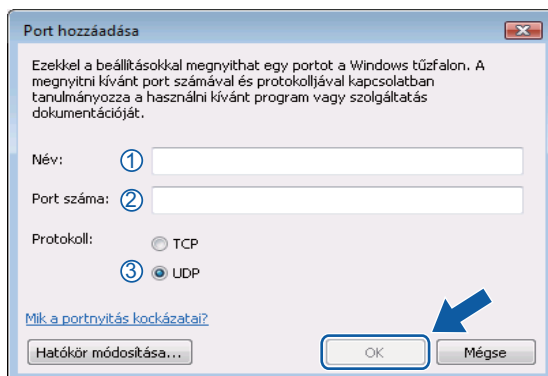 Port hozzáadása
Ezekkel a beállításokkal megnyithat egy portot a Windows tűzfalon. A
megnyitni kívánt port számával és protokolljával kapcsolatban
tanulmányozza a használni kívánt program vagy szolgáltatás
dokumentációját.
Név: 1
Port száma: 2
Protokoll: TCP
3 UDP
Mik a portnyitás kockázatai?
Hatókör módosítása... OK Mégse